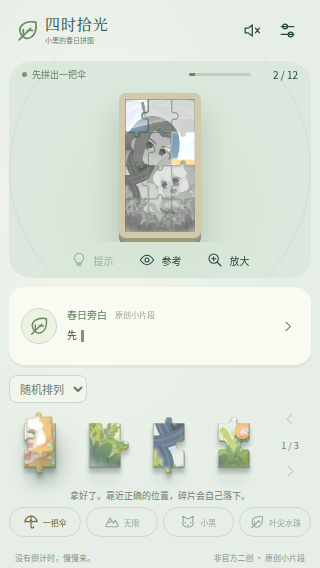 四时拾光
小黑的春日拼图
先拼出一把伞
2 / 12
提示
参考
放大
春日旁白 原创小片段
先
随机排列
1 / 3
拿好了。靠近正确的位置，碎片会自己落下。
一把伞
无限
小黑
叶尖水珠
没有倒计时，慢慢来。
非官方二创 · 原创小片段